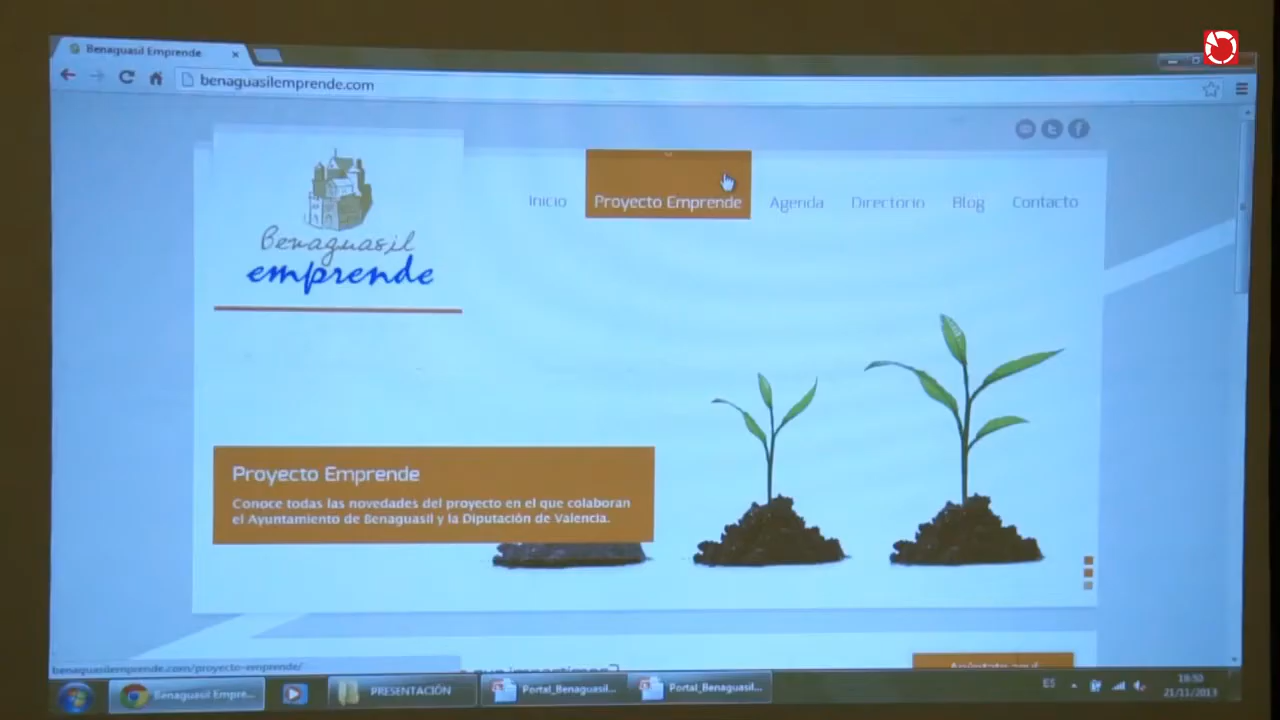 Benaguasil Emprende
benaguasilemprende.com
Inicio
Proyecto Emprende
Agenda
Directorio
Blog
Contacto
Benaguasil
emprende
Proyecto Emprende
Conoce todas las novedades del proyecto en el que colaboran
el Ayuntamiento de Benaguasil y la Diputación de Valencia.
benaguasilemprende.com/proyecto-emprende/
Benaguasil Empre...
PRESENTACIÓN
Portal_Benaguasil...
Portal_Benaguasil...
ES
21/11/2013